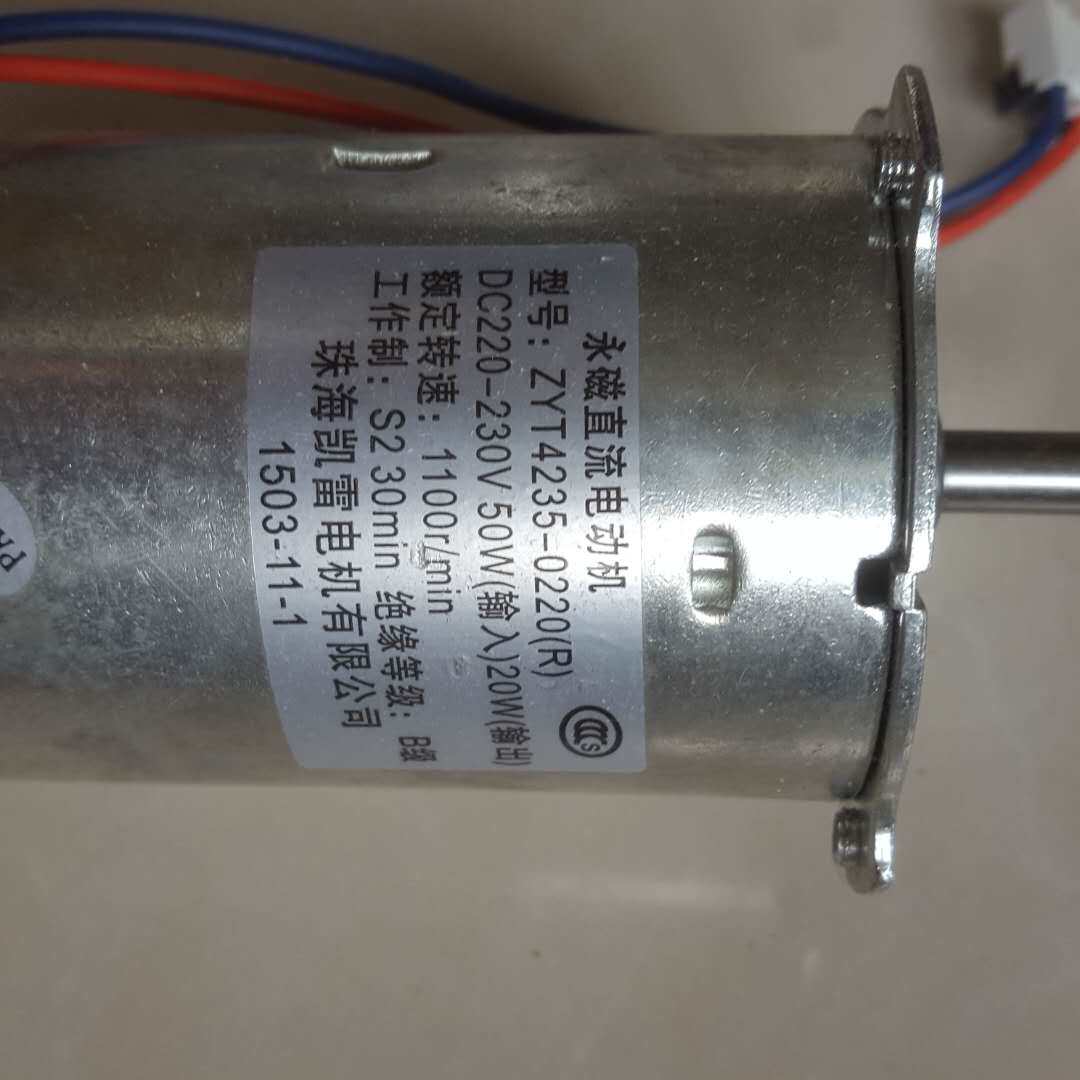 永磁直流电动机
型号：ZYT4235-0220(R)
DC220-230V 50W(输入)20W(输出)
额定转速：1100r/min
工作制：S2 30min 绝缘等级：B级
珠海凯雷电机有限公司
1503-11-1
CCC S